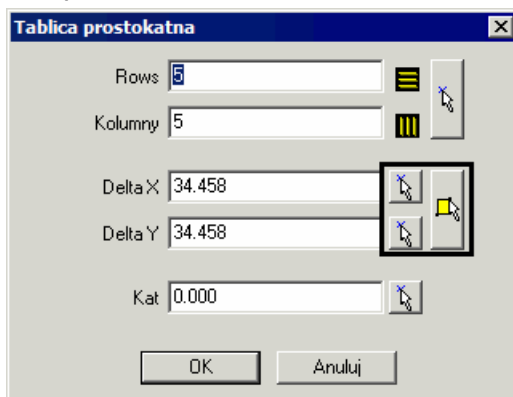 Tablica prostokatna
Rows 5
Kolumny 5
Delta X 34.458
Delta Y 34.458
Kat 0.000
OK Anuluj